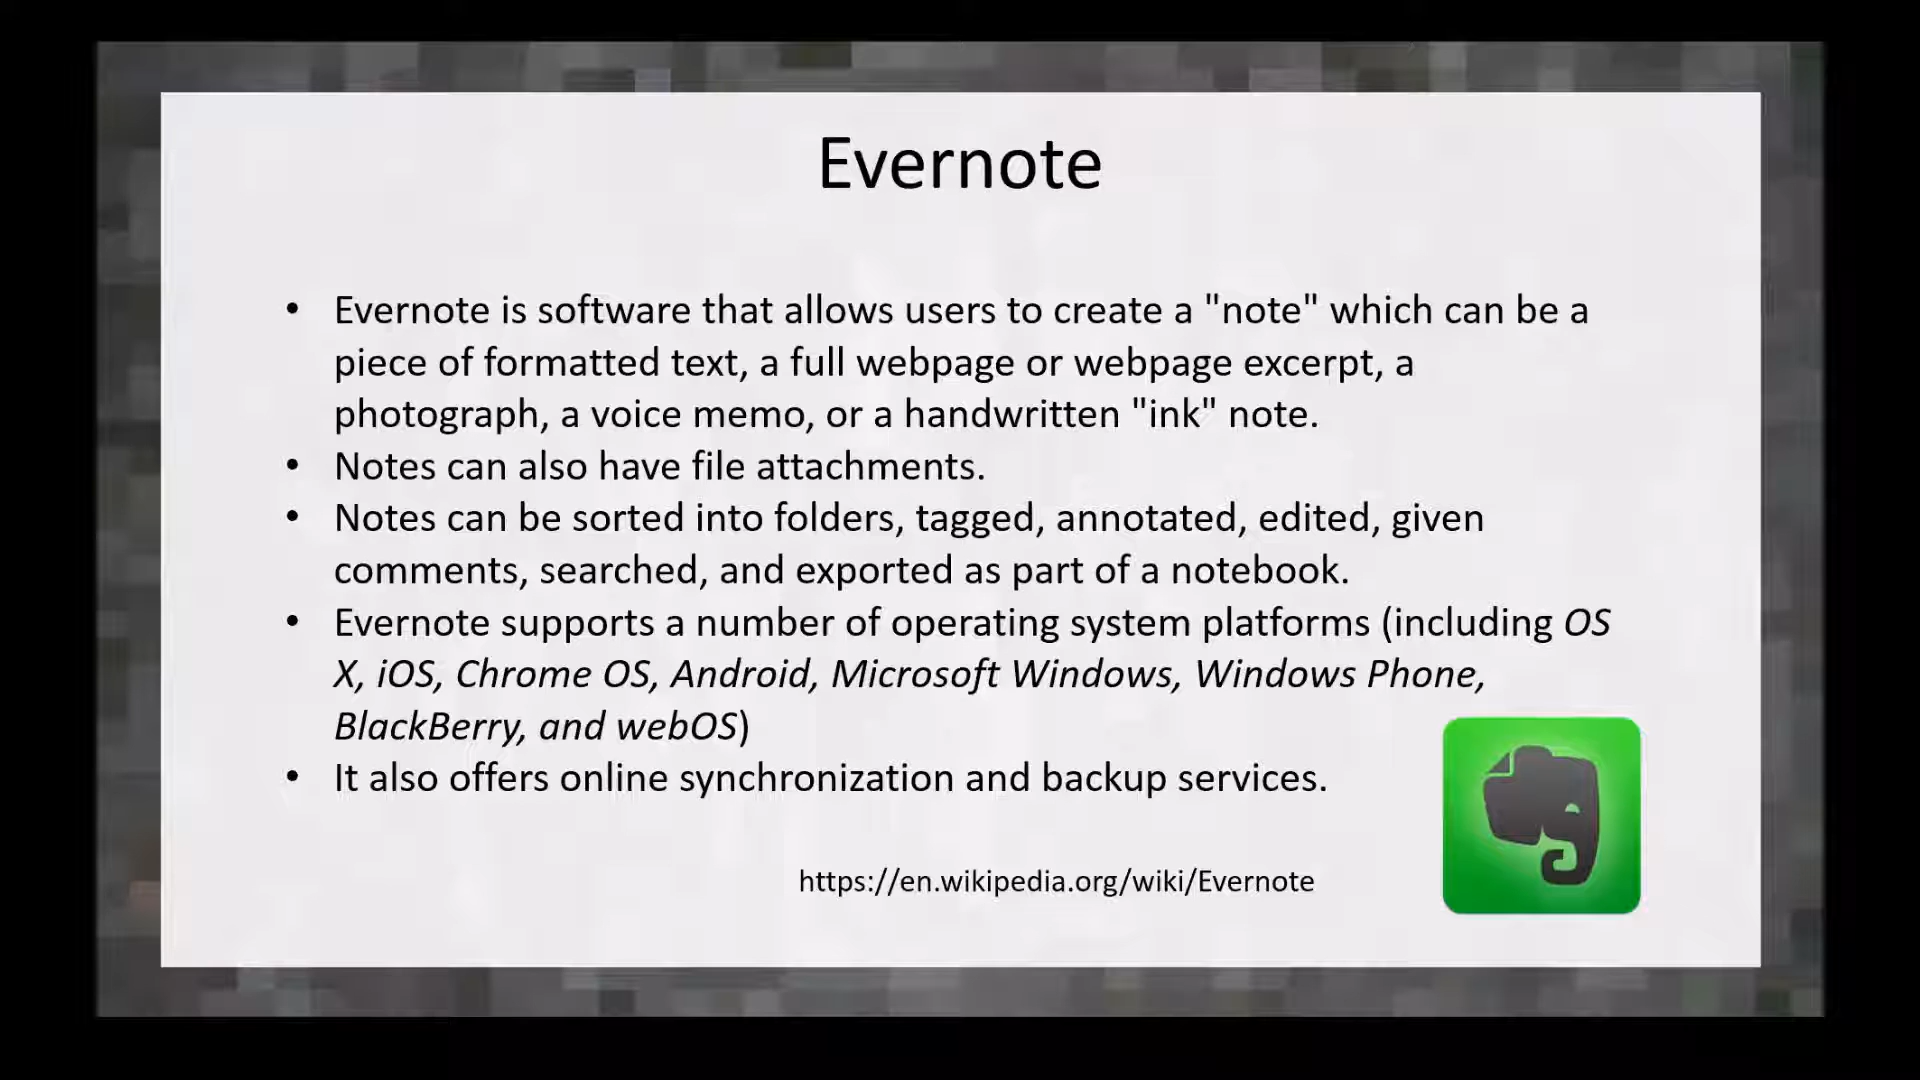 Evernote
• Evernote is software that allows users to create a "note" which can be a
piece of formatted text, a full webpage or webpage excerpt, a
photograph, a voice memo, or a handwritten "ink" note.
• Notes can also have file attachments.
• Notes can be sorted into folders, tagged, annotated, edited, given
comments, searched, and exported as part of a notebook.
• Evernote supports a number of operating system platforms (including OS
X, iOS, Chrome OS, Android, Microsoft Windows, Windows Phone,
BlackBerry, and webOS)
• It also offers online synchronization and backup services.
https://en.wikipedia.org/wiki/Evernote